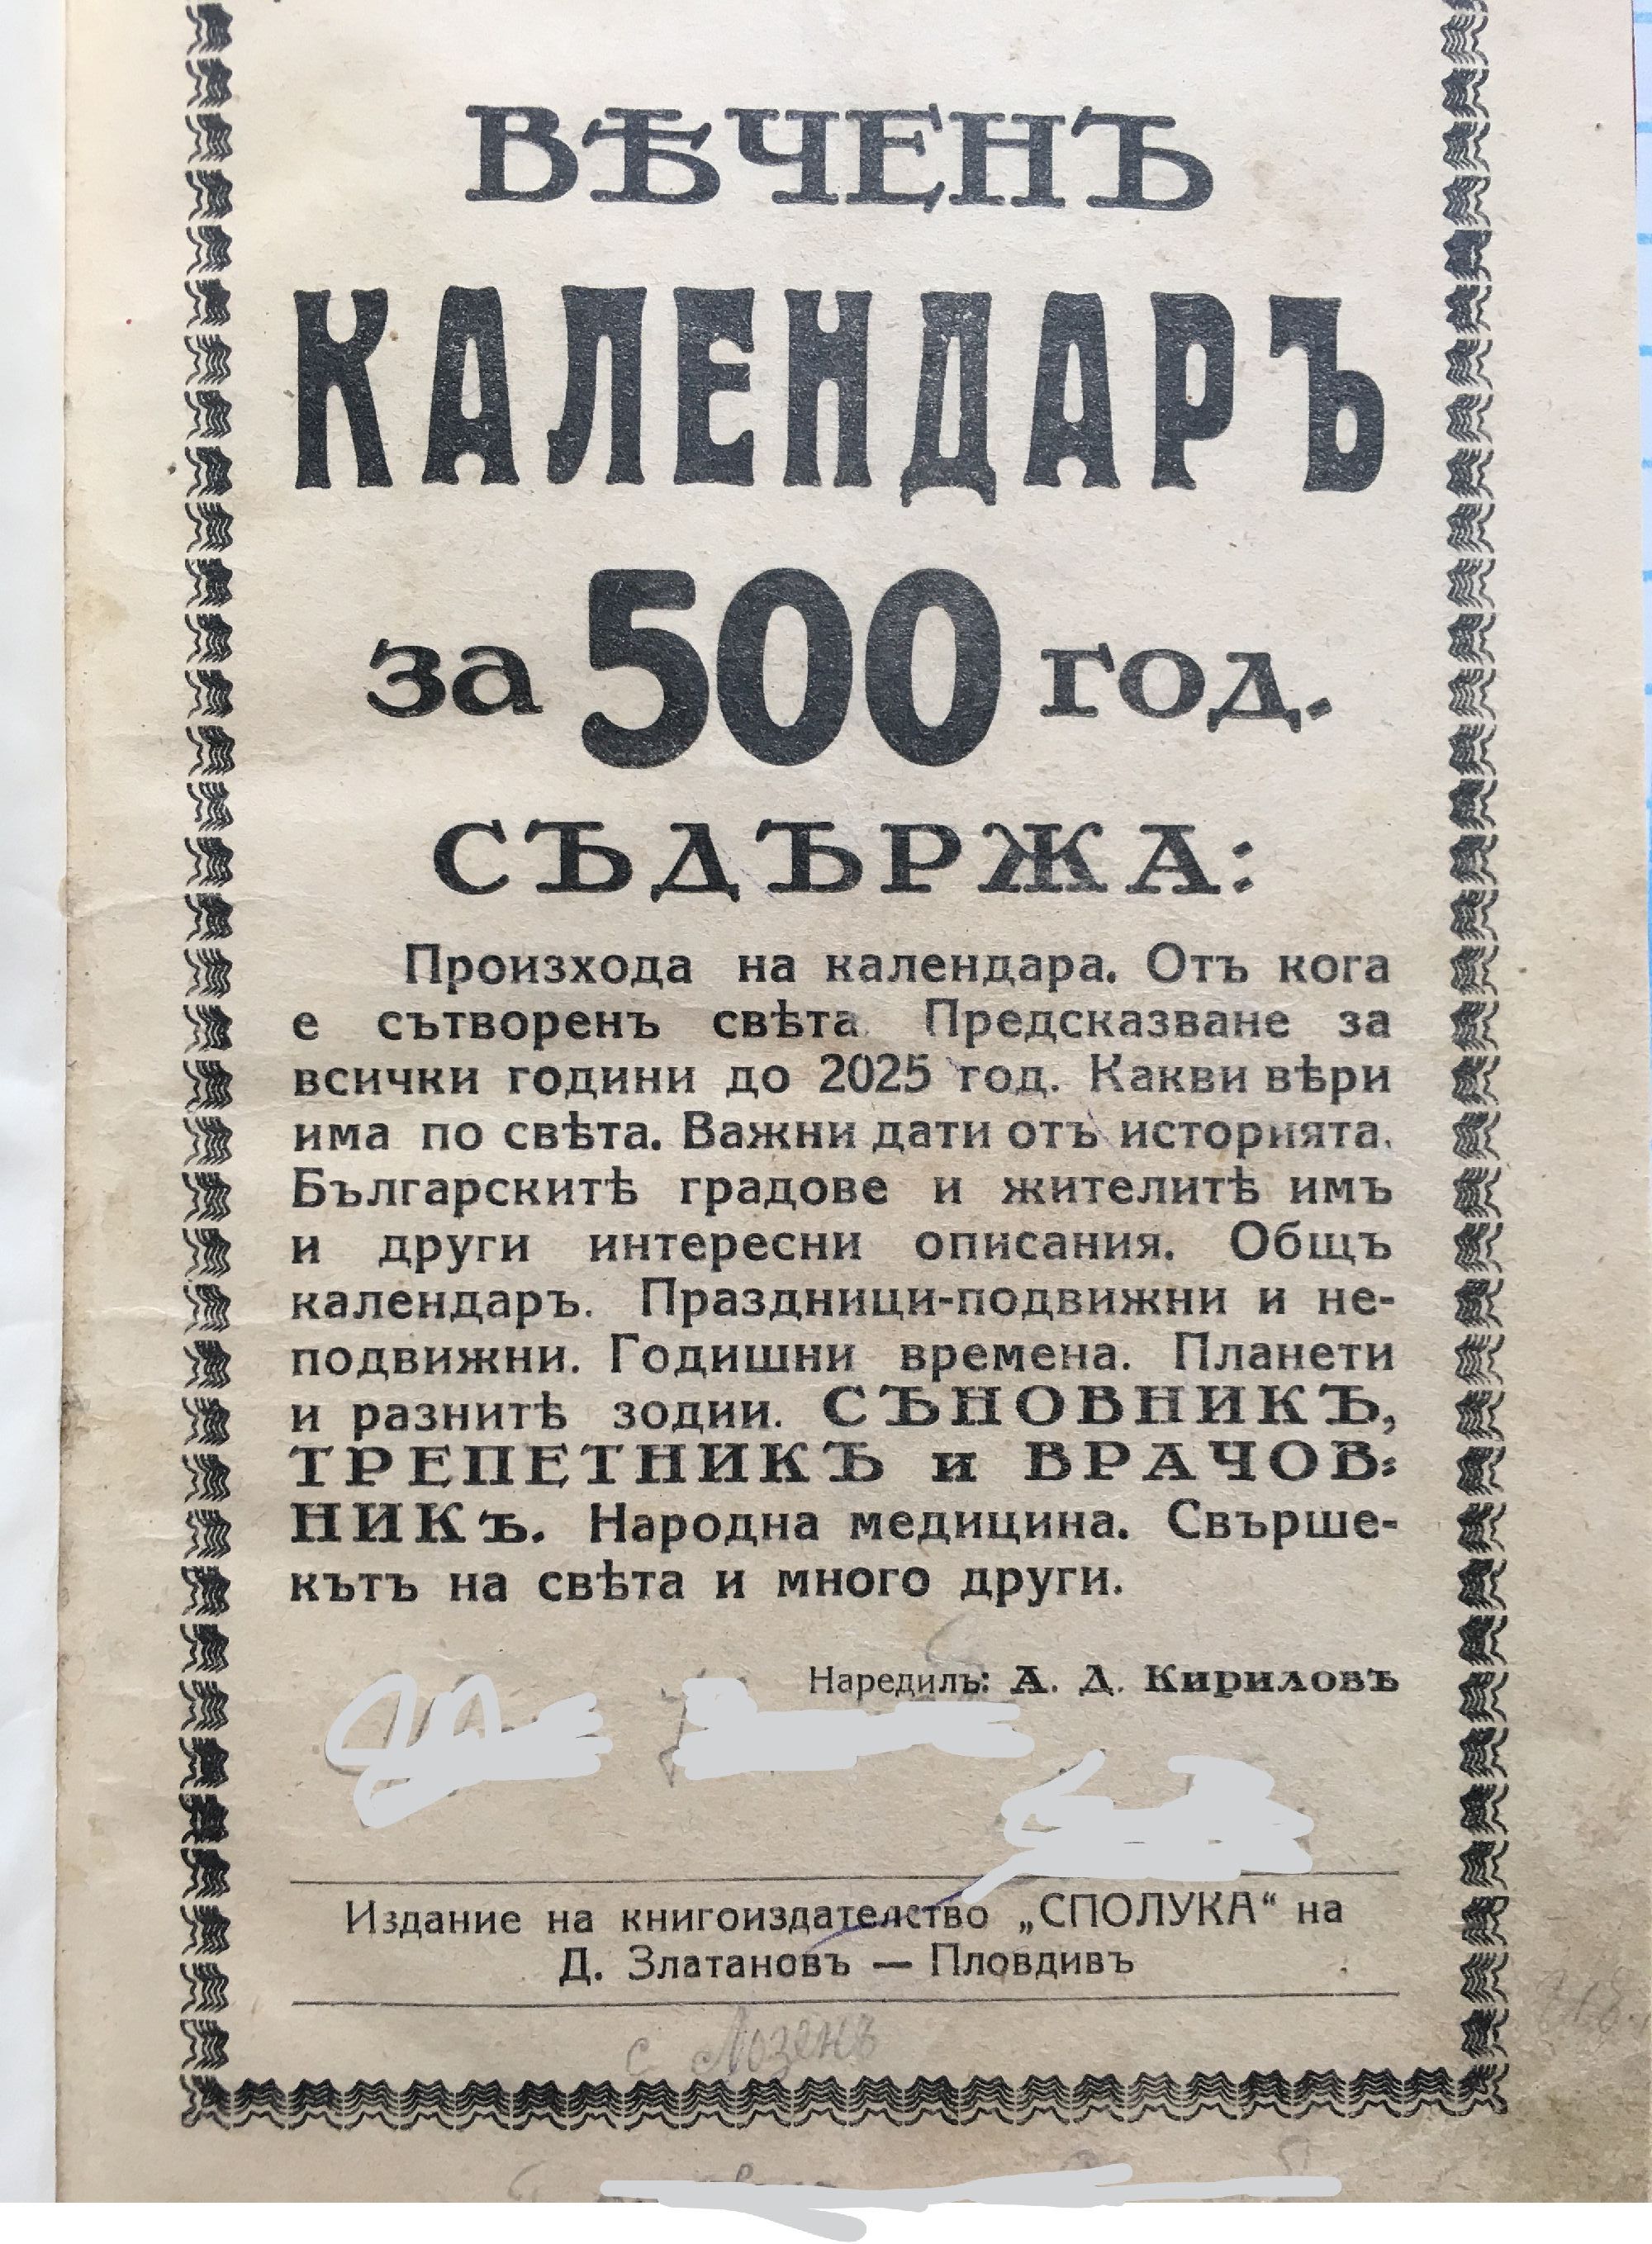 ВѢЧЕНЪ
КАЛЕНДАРЪ
за 500 год.
СЪДЪРЖА:
Произхода на календара. Отъ кога
е сътворенъ свѣта. Предсказване за
всички години до 2025 год. Какви вѣри
има по свѣта. Важни дати отъ историята.
Българскитѣ градове и жителитѣ имъ
и други интересни описания. Общъ
календаръ. Праздници-подвижни и не-
подвижни. Годишни времена. Планети
и разнитѣ зодии. СЪНОВНИКЪ,
ТРЕПЕТНИКЪ и ВРАЧОВ-
НИКЪ. Народна медицина. Свърше-
кътъ на свѣта и много други.
Наредилъ: А. Д. Кириловъ
Издание на книгоиздателство „СПОЛУКА“ на
Д. Златановъ — Пловдивъ
с Лозенъ